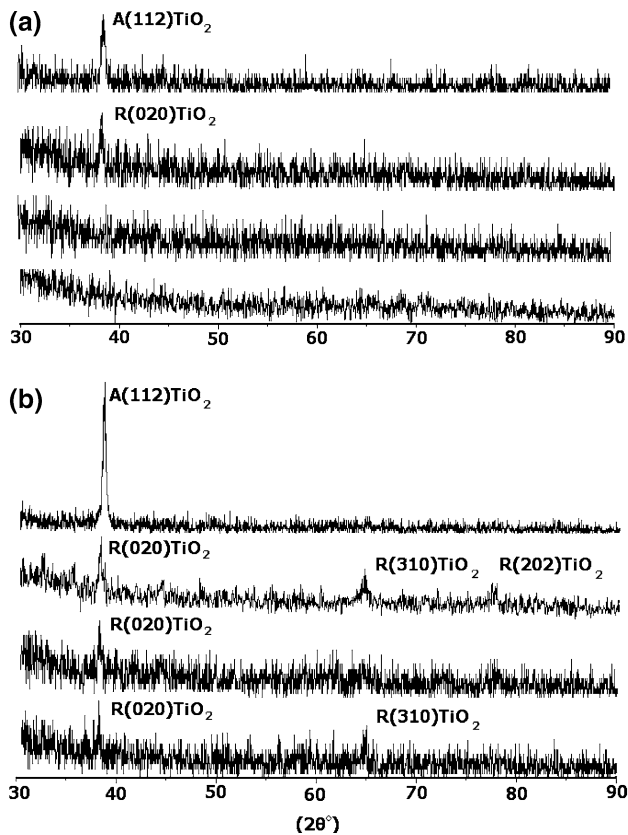 (a)
A(112)TiO2
R(020)TiO2
30 40 50 60 70 80 90
(b)
A(112)TiO2
R(020)TiO2
R(310)TiO2 R(202)TiO2
R(020)TiO2
R(020)TiO2 R(310)TiO2
30 40 50 60 70 80 90
(2θ°)